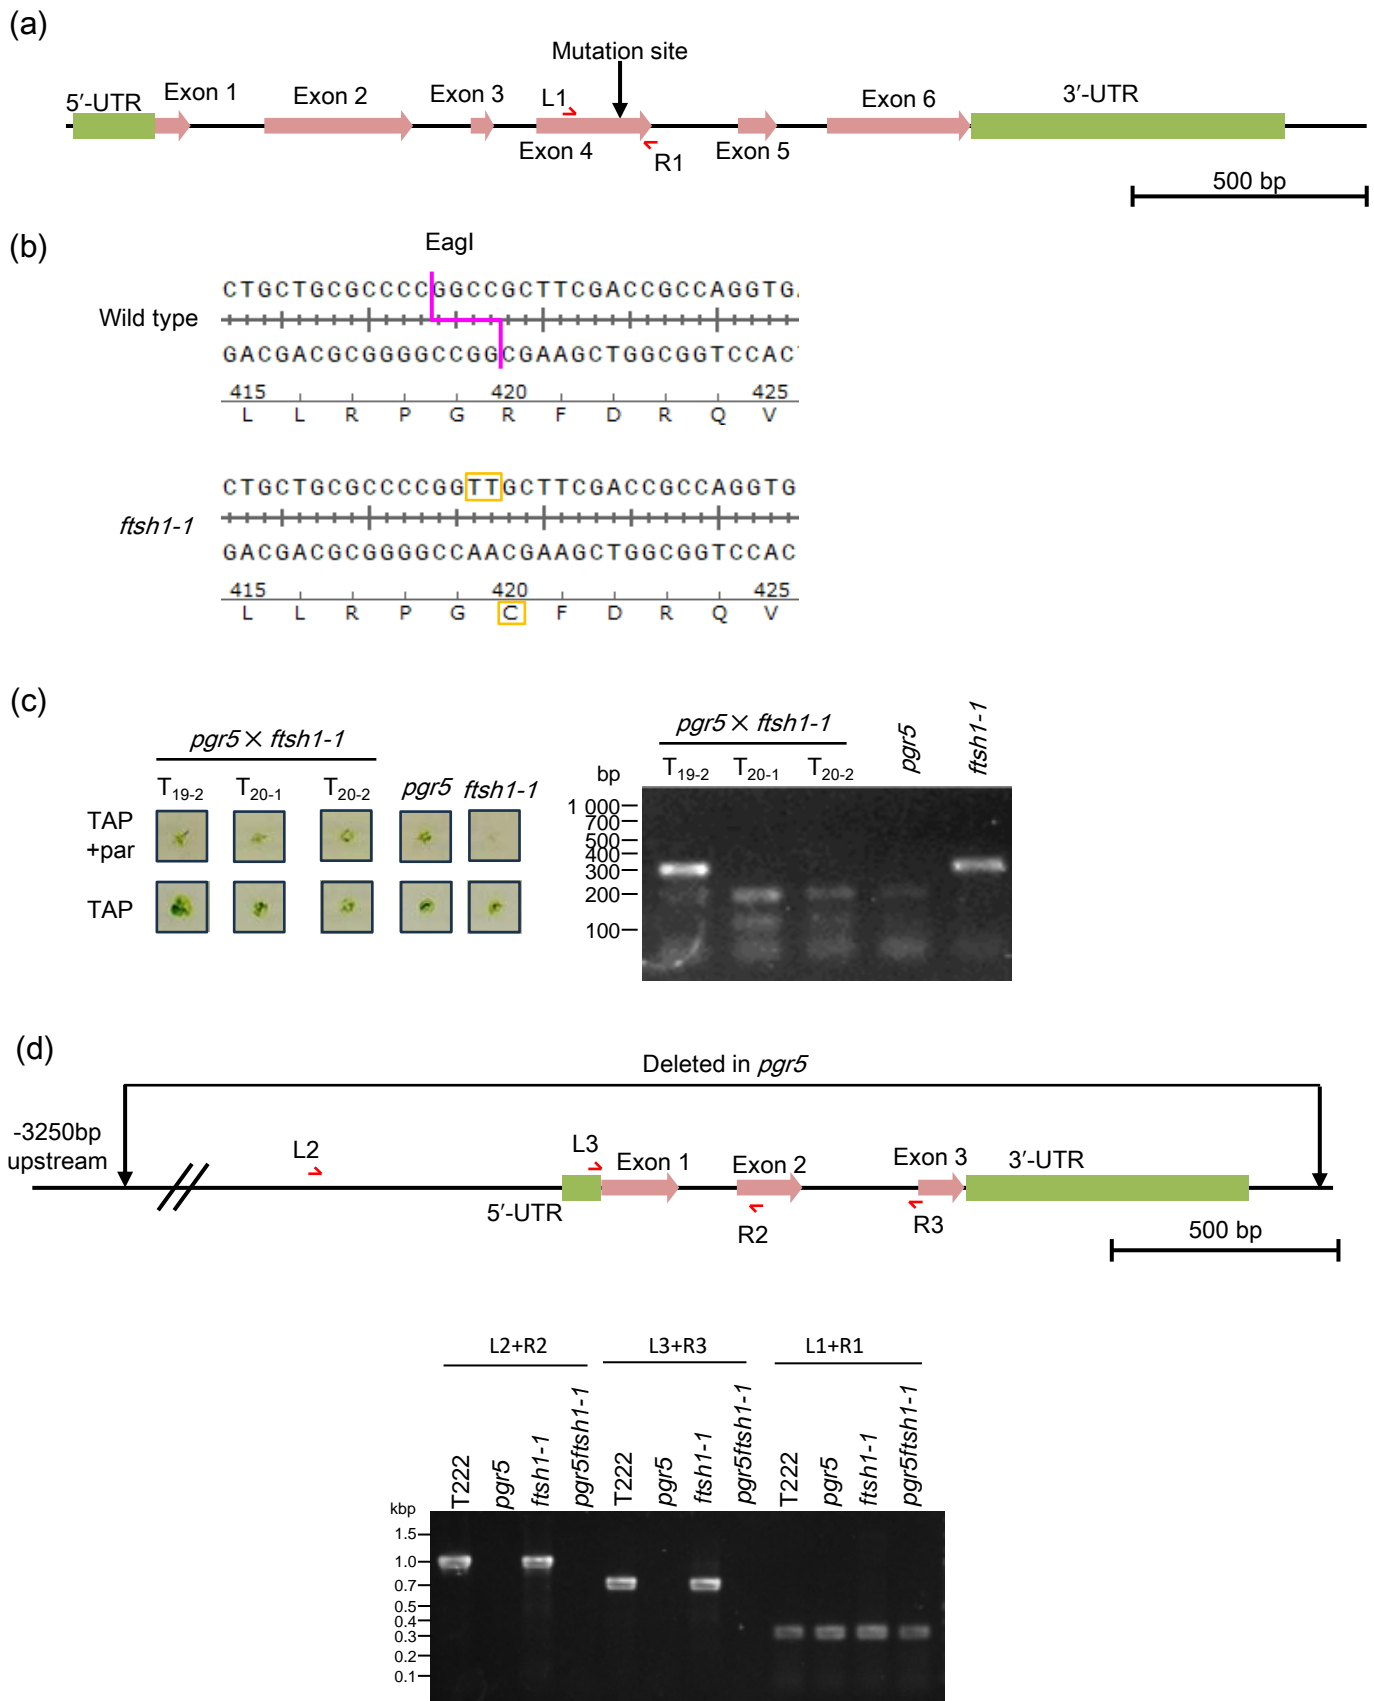 (a)
Mutation site
5′-UTR
Exon 1
Exon 2
Exon 3
L1
Exon 4
R1
Exon 5
Exon 6
3′-UTR
500 bp
(b)
EagI
Wild type
CTGCTGCGCCCCGGCCGCTTCGACCGCCAGGTG
GACGACGCGGGGCCGGCGAAGCTGGCGGTCCAC
415 420 425
L L R P G R F D R Q V
ftsh1-1
CTGCTGCGCCCCGGTTGCTTCGACCGCCAGGTG
GACGACGCGGGGCCAACGAAGCTGGCGGTCCAC
415 420 425
L L R P G C F D R Q V
(c)
pgr5 × ftsh1-1
T19-2 T20-1 T20-2 pgr5 ftsh1-1
TAP
+par
TAP
pgr5 × ftsh1-1
pgr5
ftsh1-1
bp T19-2 T20-1 T20-2
1 000
700
500
400
300
200
100
(d)
Deleted in pgr5
-3250bp
upstream
L2
L3
Exon 1
Exon 2
Exon 3
3′-UTR
5′-UTR
R2
R3
500 bp
L2+R2 L3+R3 L1+R1
T222 pgr5 ftsh1-1 pgr5ftsh1-1 T222 pgr5 ftsh1-1 pgr5ftsh1-1 T222 pgr5 ftsh1-1 pgr5ftsh1-1
kbp
1.5
1.0
0.7
0.5
0.4
0.3
0.2
0.1